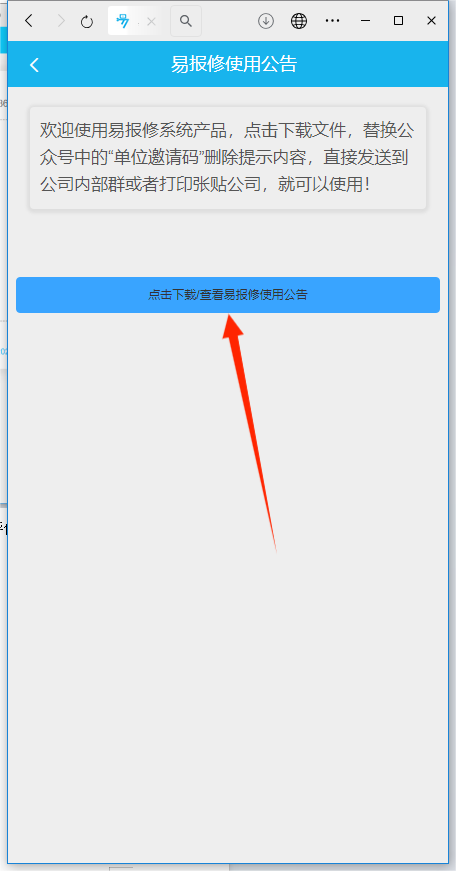 易报修使用公告
欢迎使用易报修系统产品，点击下载文件，替换公
众号中的“单位邀请码”删除提示内容，直接发送到
公司内部群或者打印张贴公司，就可以使用！
点击下载/查看易报修使用公告